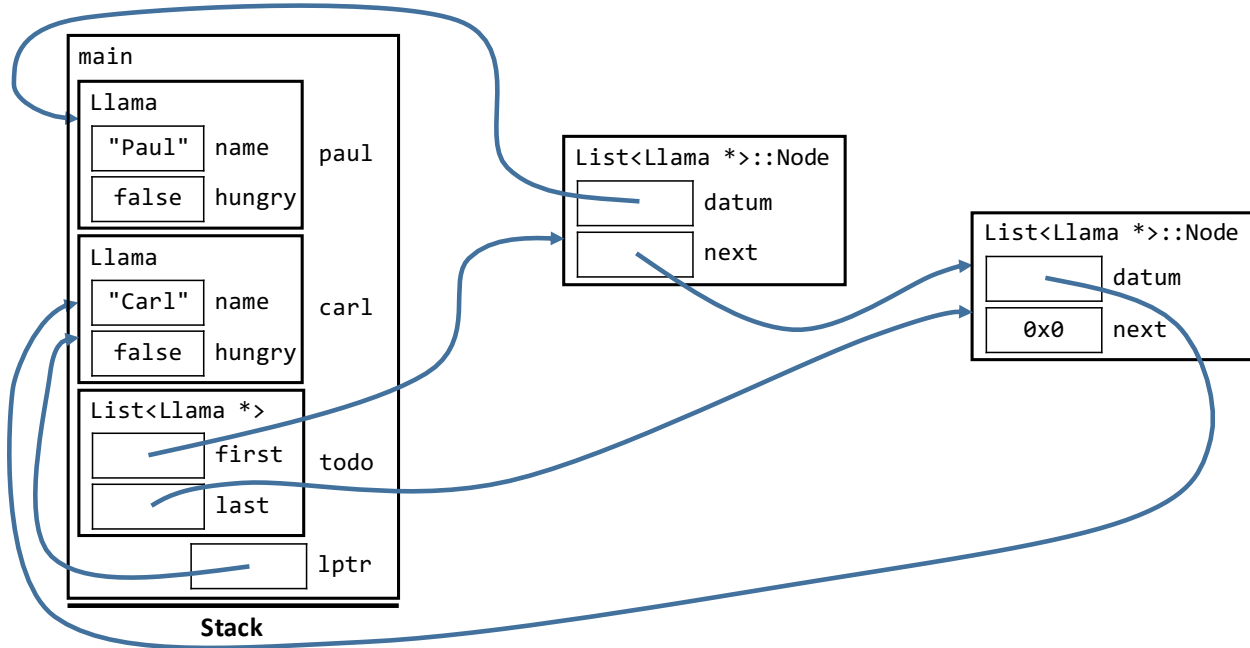 main
Llama
"Paul" name
false hungry
paul
Llama
"Carl" name
false hungry
carl
List<Llama *>
first
last
todo
lptr
Stack
List<Llama *>::Node
datum
next
List<Llama *>::Node
datum
0x0 next